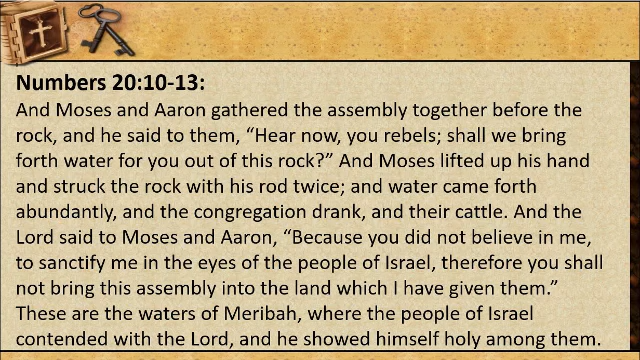 Numbers 20:10-13:
And Moses and Aaron gathered the assembly together before the
rock, and he said to them, “Hear now, you rebels; shall we bring
forth water for you out of this rock?” And Moses lifted up his hand
and struck the rock with his rod twice; and water came forth
abundantly, and the congregation drank, and their cattle. And the
Lord said to Moses and Aaron, “Because you did not believe in me,
to sanctify me in the eyes of the people of Israel, therefore you shall
not bring this assembly into the land which I have given them.”
These are the waters of Meribah, where the people of Israel
contended with the Lord, and he showed himself holy among them.